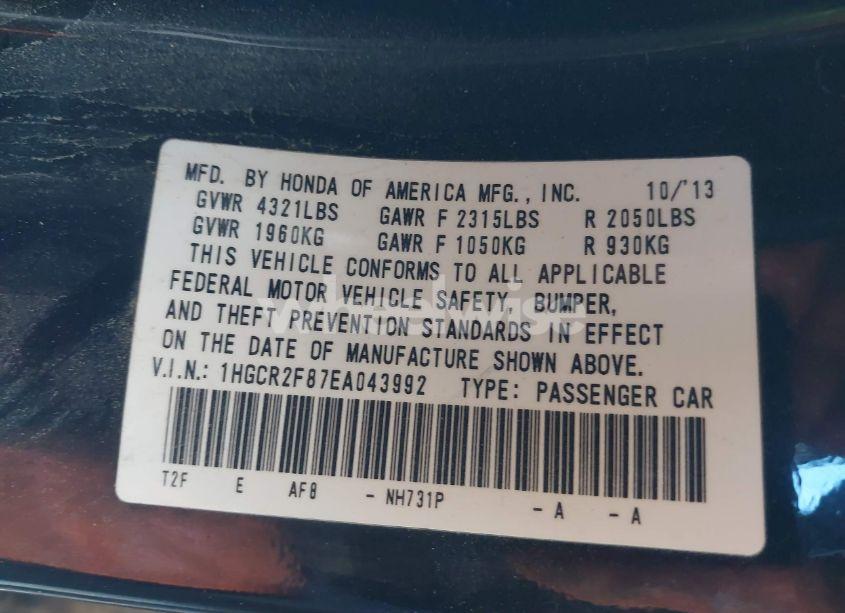 MFD. BY HONDA OF AMERICA MFG., INC. 10/'13
GVWR 4321LBS GAWR F 2315LBS R 2050LBS
GVWR 1960KG GAWR F 1050KG R 930KG
THIS VEHICLE CONFORMS TO ALL APPLICABLE
FEDERAL MOTOR VEHICLE SAFETY, BUMPER,
AND THEFT PREVENTION STANDARDS IN EFFECT
ON THE DATE OF MANUFACTURE SHOWN ABOVE.
V.I.N.: 1HGCR2F87EA043992 TYPE: PASSENGER CAR
T2F E AF8 - NH731P - A - A
wheelwise